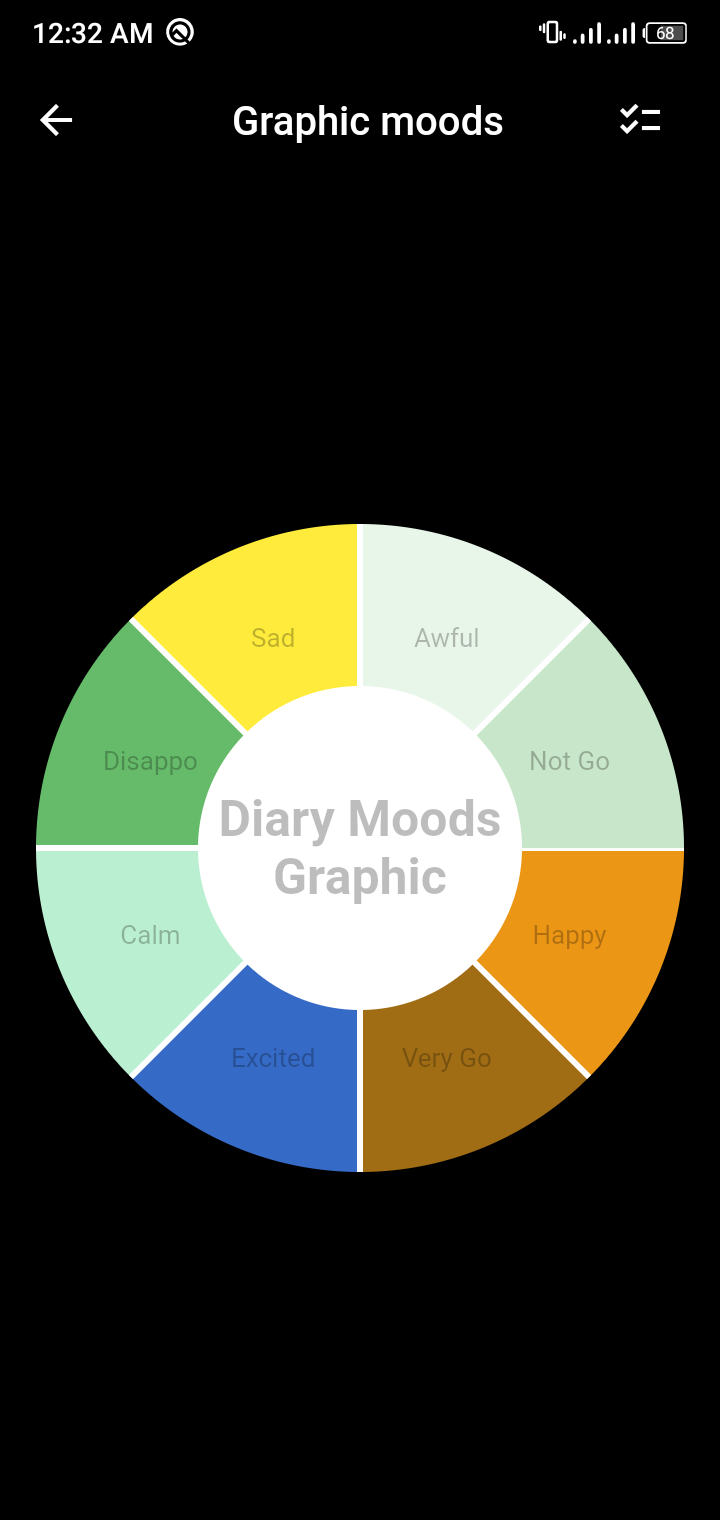 12:32 AM
68
Graphic moods
Sad
Awful
Disappo
Not Go
Diary Moods
Graphic
Calm
Happy
Excited
Very Go